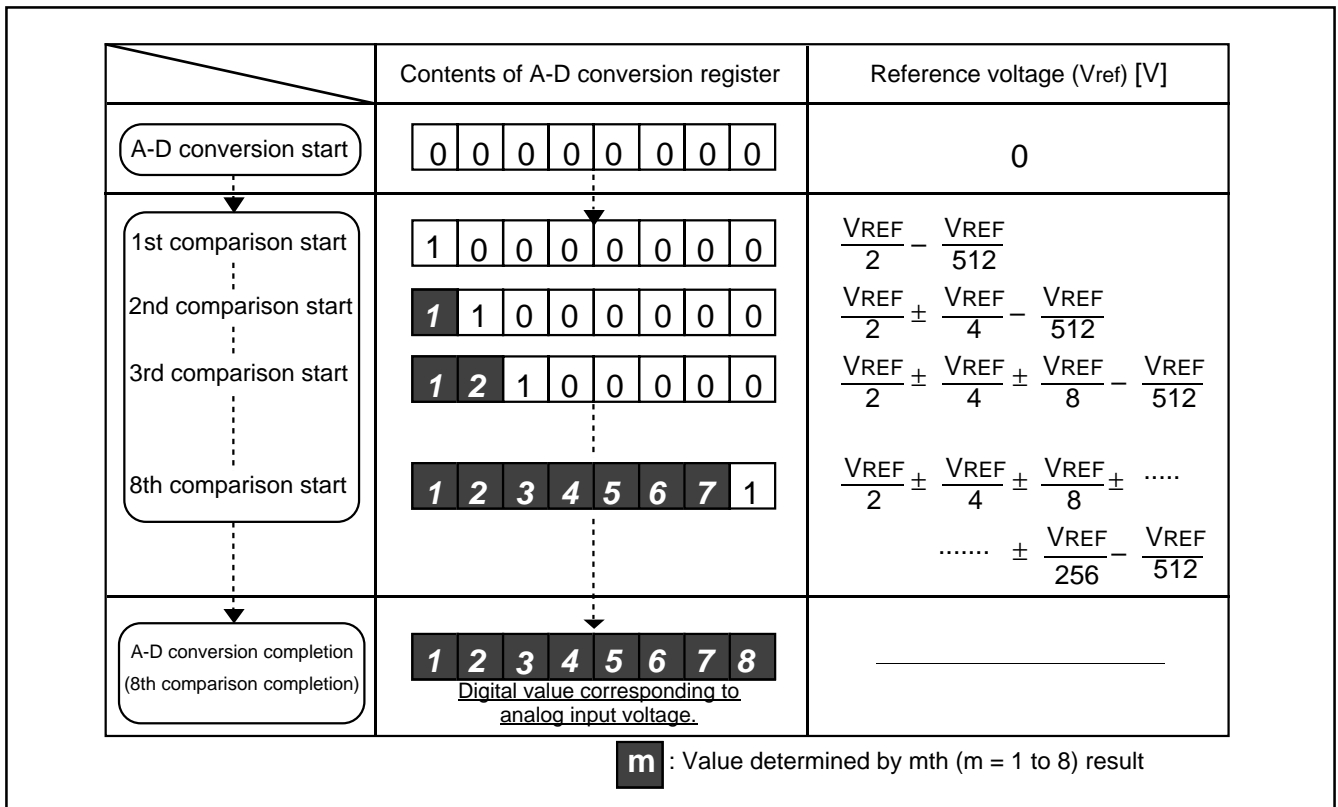 Contents of A-D conversion register Reference voltage (Vref) [V]
A-D conversion start 0 0 0 0 0 0 0 0 0
1st comparison start 1 0 0 0 0 0 0 0 VREF/2 – VREF/512
2nd comparison start 1 1 0 0 0 0 0 0 VREF/2 ± VREF/4 – VREF/512
3rd comparison start 1 2 1 0 0 0 0 0 VREF/2 ± VREF/4 ± VREF/8 – VREF/512
8th comparison start 1 2 3 4 5 6 7 1 VREF/2 ± VREF/4 ± VREF/8 ± .....
....... ± VREF/256 – VREF/512
A-D conversion completion
(8th comparison completion)
1 2 3 4 5 6 7 8
Digital value corresponding to
analog input voltage.
m : Value determined by mth (m = 1 to 8) result